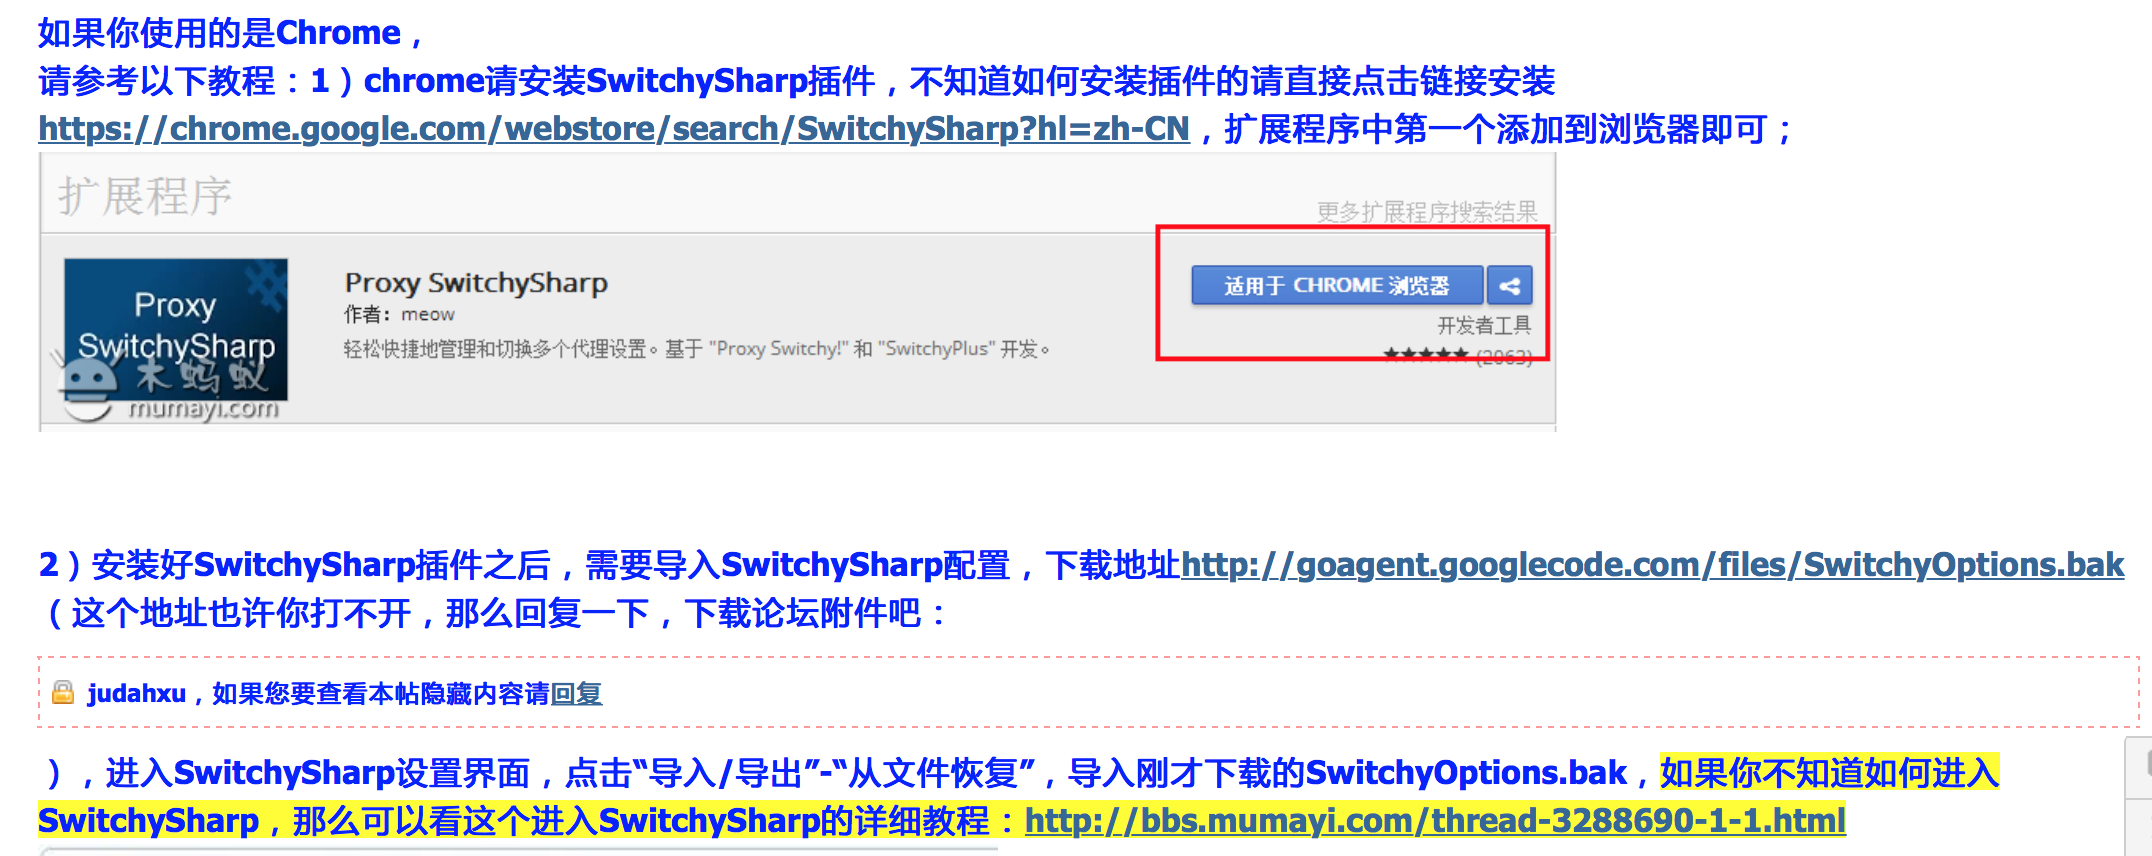 如果你使用的是Chrome，
请参考以下教程：1）chrome请安装SwitchySharp插件，不知道如何安装插件的请直接点击链接安装
https://chrome.google.com/webstore/search/SwitchySharp?hl=zh-CN，扩展程序中第一个添加到浏览器即可；
扩展程序
更多扩展程序搜索结果
Proxy
SwitchySharp
木蚂蚁
mumayi.com
Proxy SwitchySharp
作者：meow
轻松快捷地管理和切换多个代理设置。基于 "Proxy Switchy!" 和 "SwitchyPlus" 开发。
适用于 CHROME 浏览器
开发者工具
★★★★★ (2063)
2）安装好SwitchySharp插件之后，需要导入SwitchySharp配置，下载地址http://goagent.googlecode.com/files/SwitchyOptions.bak
（这个地址也许你打不开，那么回复一下，下载论坛附件吧：
judahxu，如果您要查看本帖隐藏内容请回复
），进入SwitchySharp设置界面，点击“导入/导出”-“从文件恢复”，导入刚才下载的SwitchyOptions.bak，如果你不知道如何进入
SwitchySharp，那么可以看这个进入SwitchySharp的详细教程：http://bbs.mumayi.com/thread-3288690-1-1.html